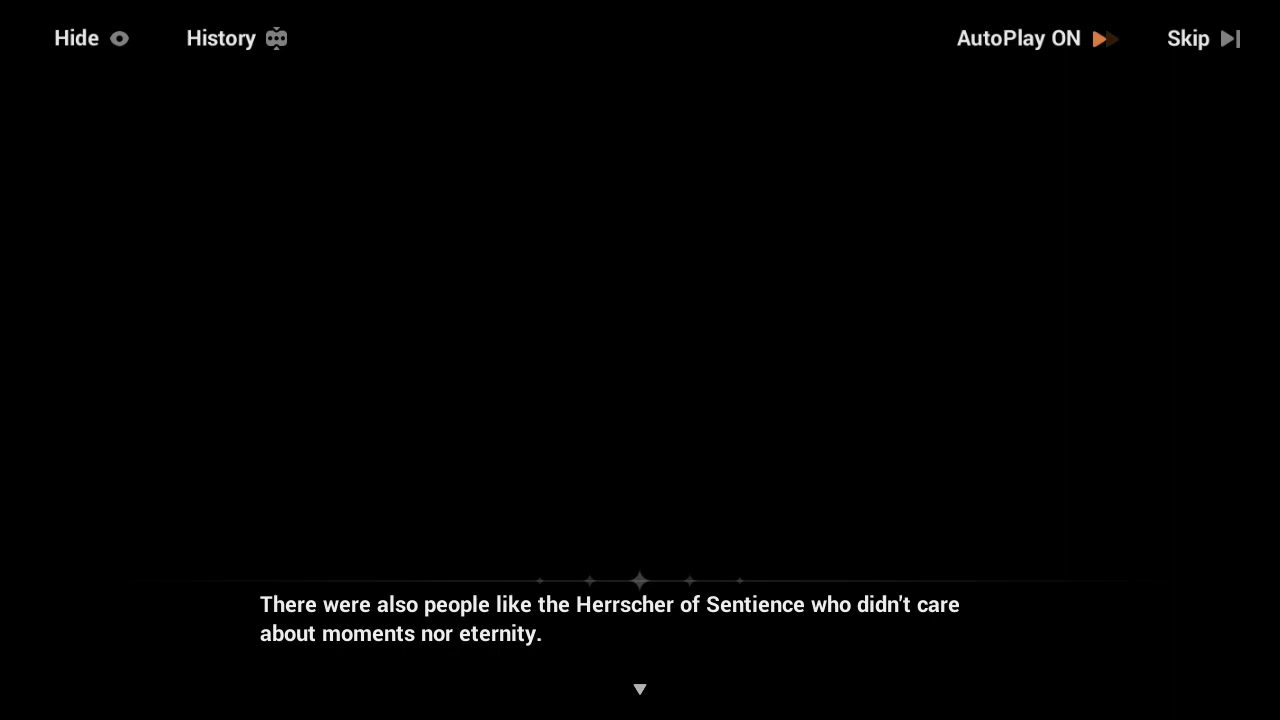 Hide
History
AutoPlay ON
Skip
There were also people like the Herrscher of Sentience who didn't care
about moments nor eternity.